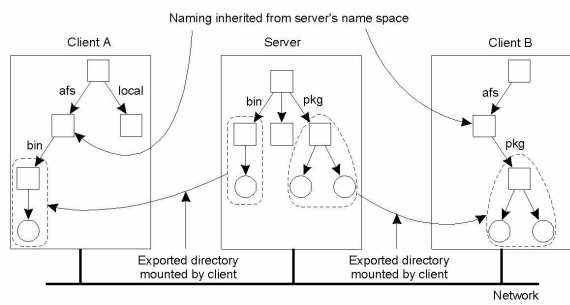 Naming inherited from server's name space
Client A
Server
Client B
afs
local
bin
bin
pkg
afs
pkg
Exported directory
mounted by client
Exported directory
mounted by client
Network